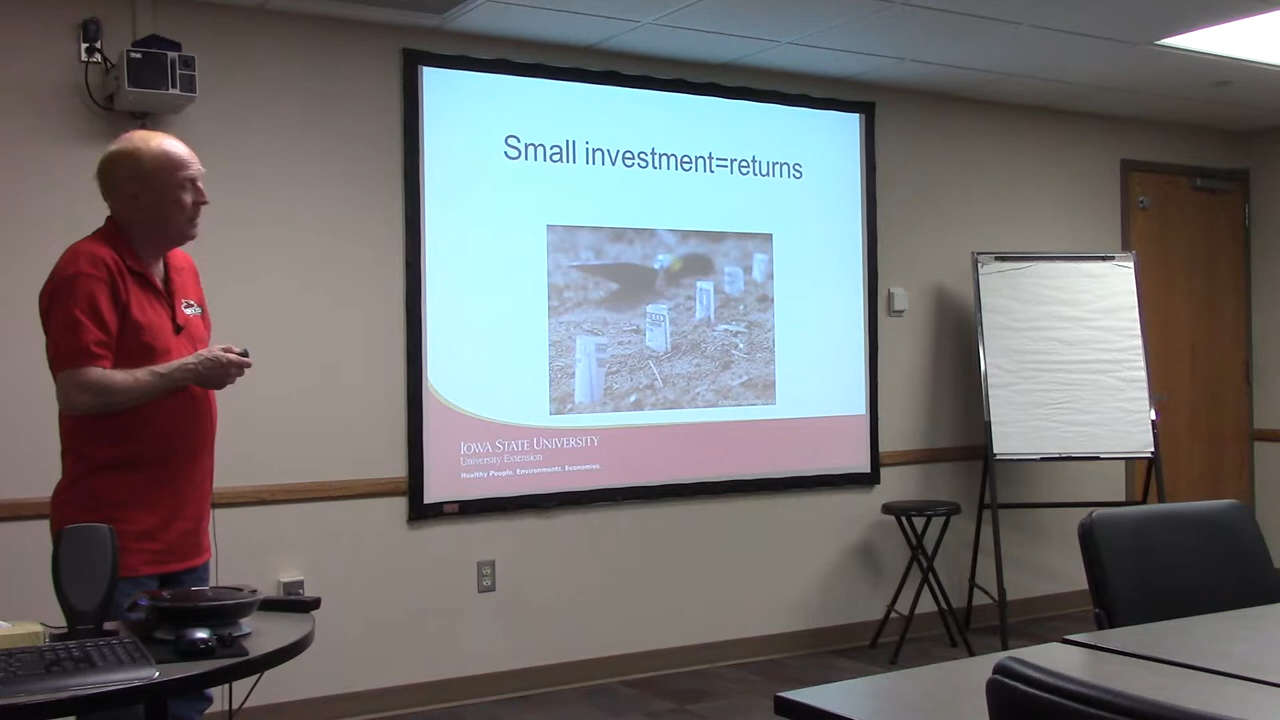 Small investment=returns
IOWA STATE UNIVERSITY
University Extension
Healthy People. Environments. Economies.